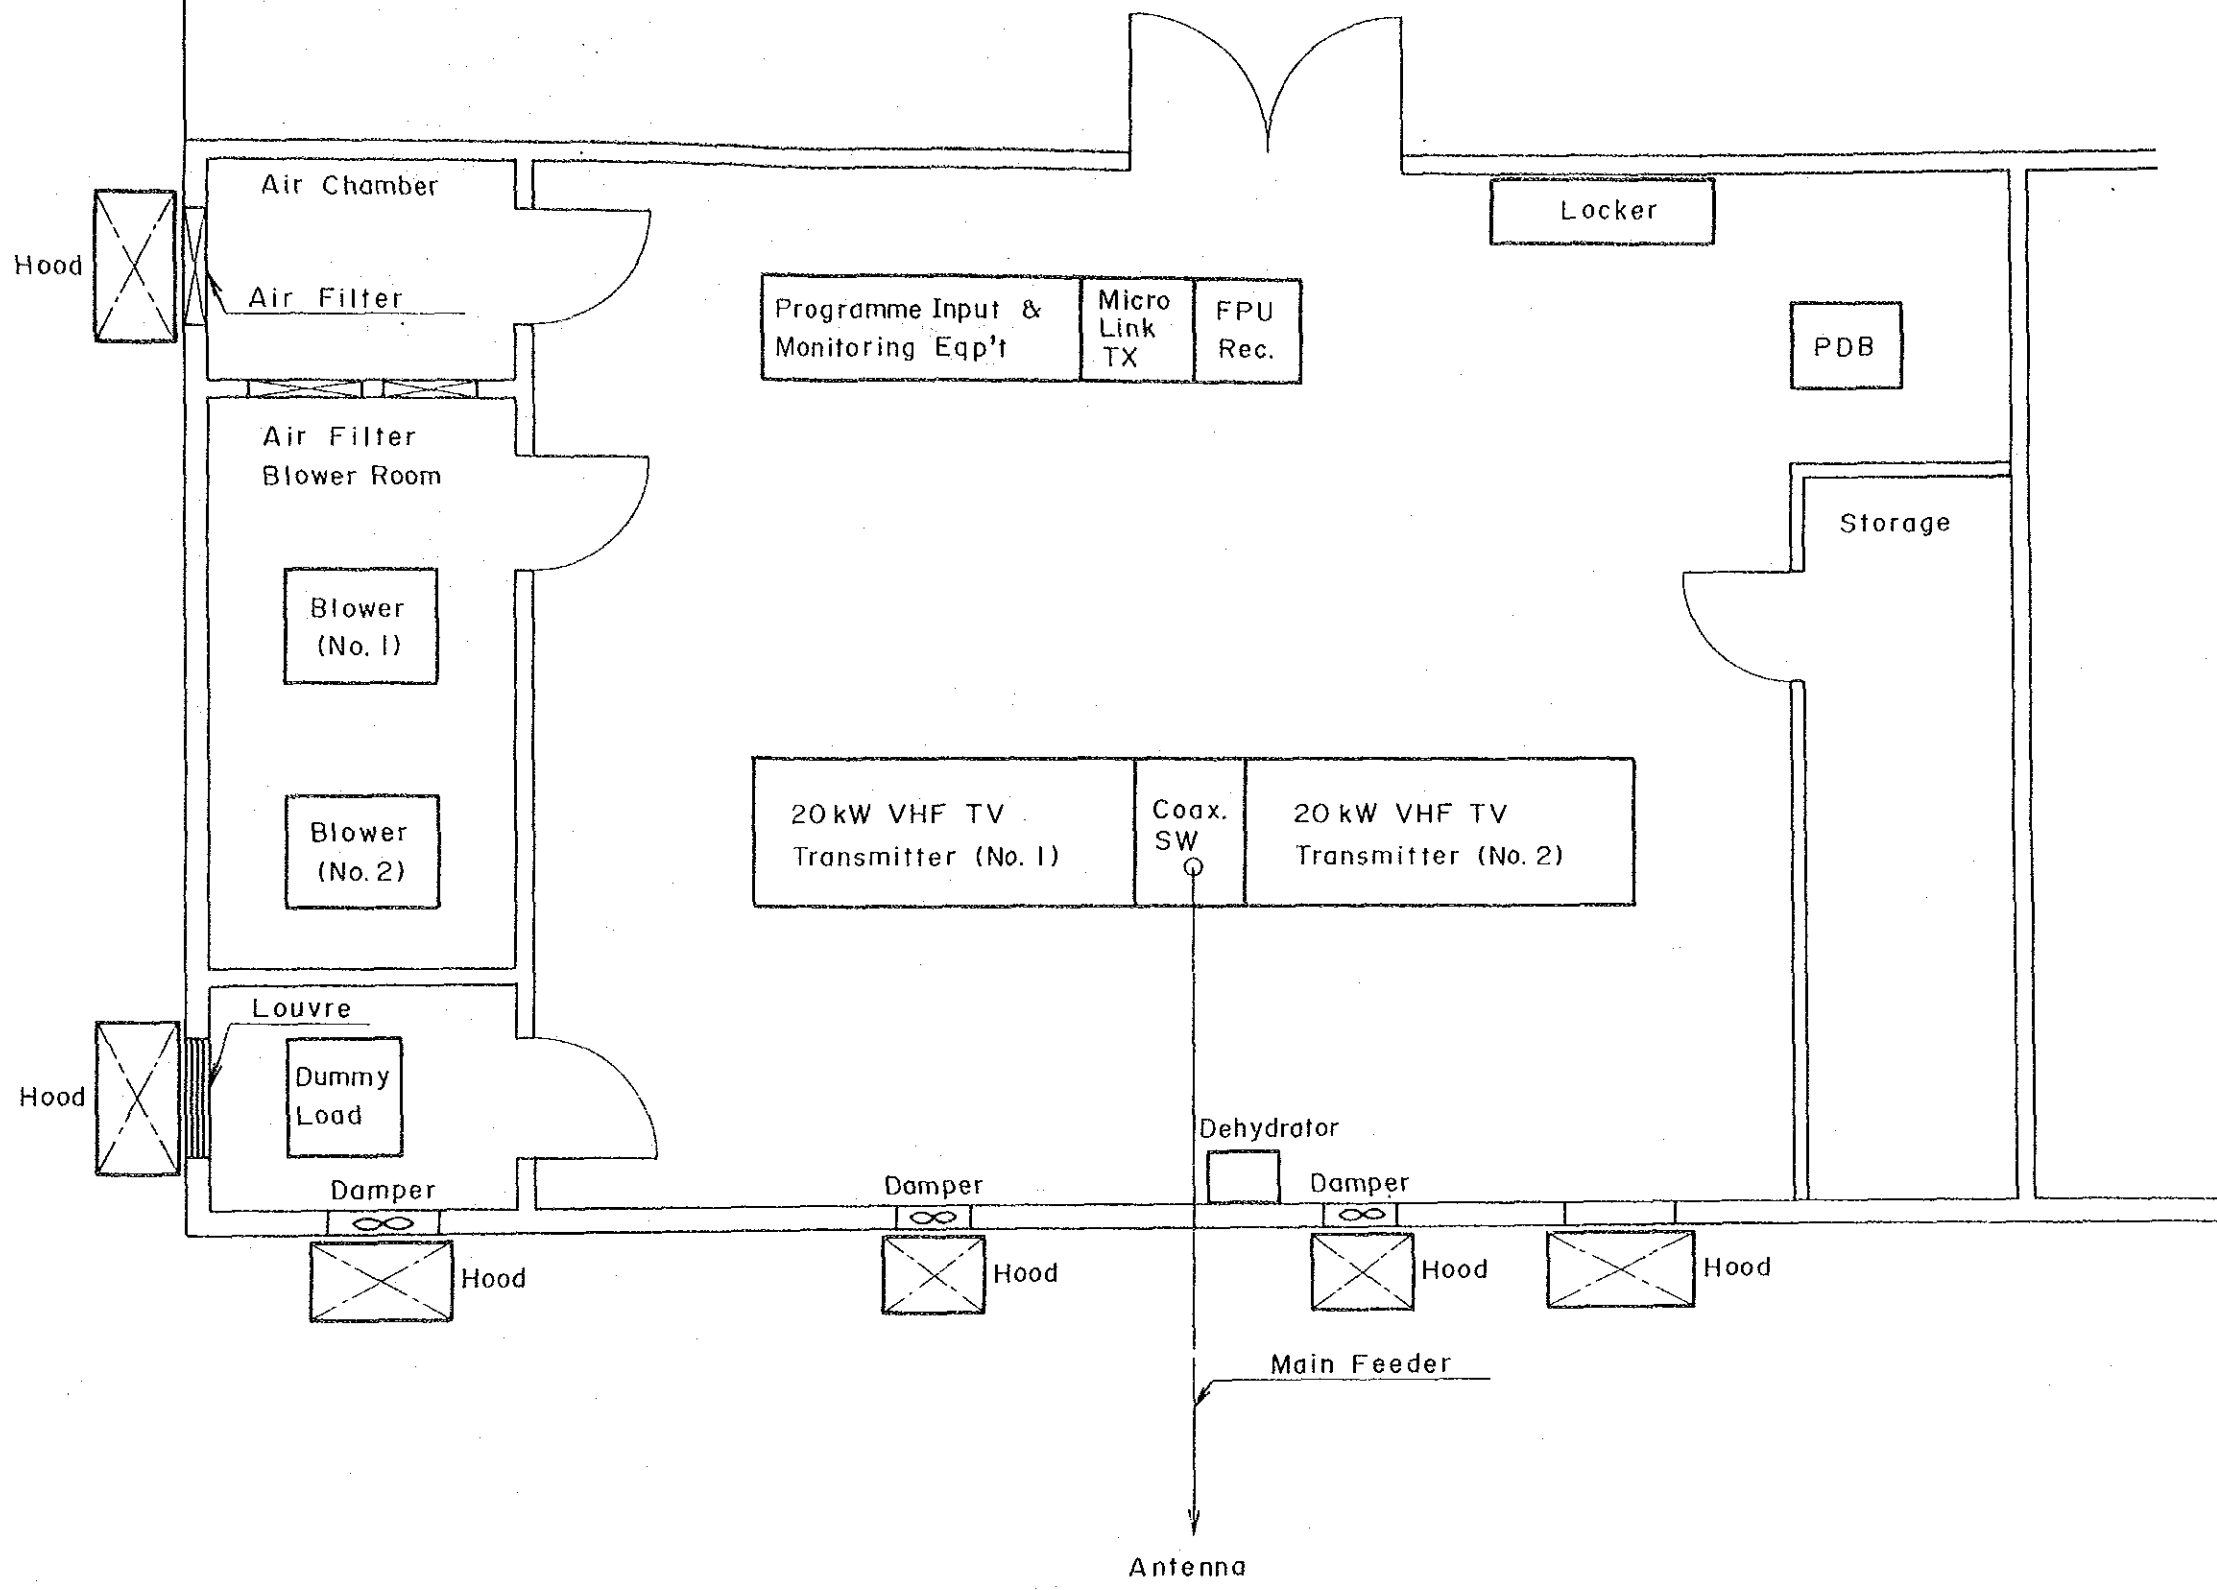 Air Chamber
Locker
Hood
Air Filter
Programme Input &
Monitoring Eqp't
Micro
Link
TX
FPU
Rec.
PDB
Air Filter
Blower Room
Storage
Blower
(No. 1)
20 kW VHF TV
Transmitter (No. 1)
Coax.
SW
20 kW VHF TV
Transmitter (No. 2)
Blower
(No. 2)
Louvre
Hood
Dummy
Load
Dehydrator
Damper
Damper
Damper
Hood
Hood
Hood
Hood
Main Feeder
Antenna